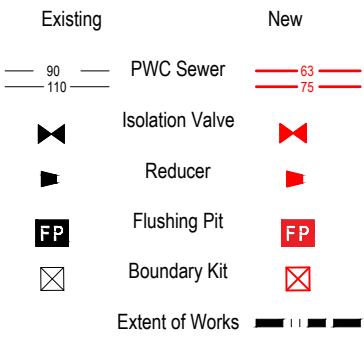 Existing New
90 PWC Sewer 63
110 75
Isolation Valve
Reducer
FP Flushing Pit FP
Boundary Kit
Extent of Works